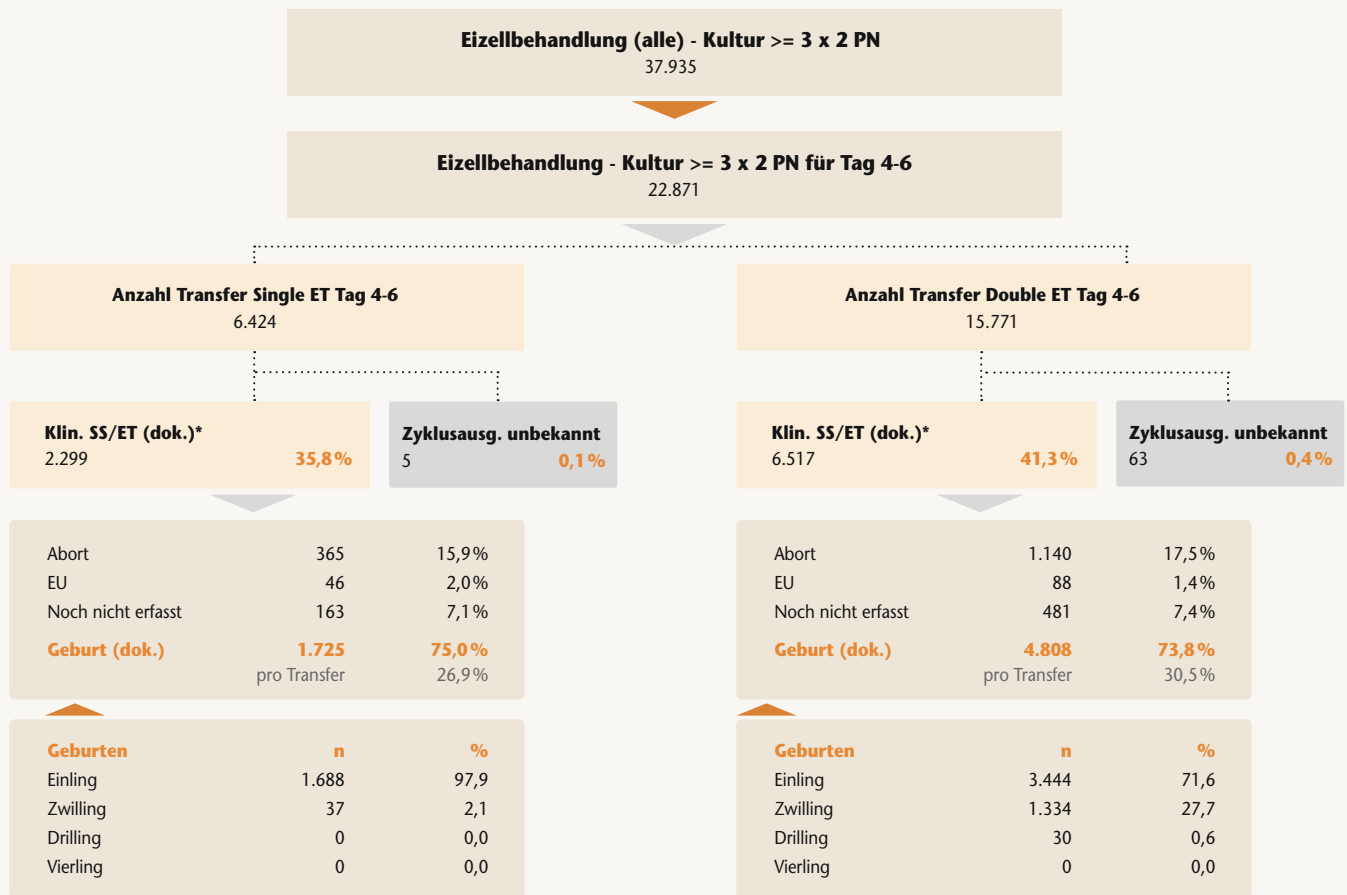 Eizellbehandlung (alle) - Kultur >= 3 x 2 PN
37.935
Eizellbehandlung - Kultur >= 3 x 2 PN für Tag 4-6
22.871
Anzahl Transfer Single ET Tag 4-6
6.424
Klin. SS/ET (dok.)*
2.299 35,8%
Zyklusausg. unbekannt
5 0,1%
Abort 365 15,9%
EU 46 2,0%
Noch nicht erfasst 163 7,1%
Geburt (dok.) 1.725 75,0%
pro Transfer 26,9%
Geburten n %
Einling 1.688 97,9
Zwilling 37 2,1
Drilling 0 0,0
Vierling 0 0,0
Anzahl Transfer Double ET Tag 4-6
15.771
Klin. SS/ET (dok.)*
6.517 41,3%
Zyklusausg. unbekannt
63 0,4%
Abort 1.140 17,5%
EU 88 1,4%
Noch nicht erfasst 481 7,4%
Geburt (dok.) 4.808 73,8%
pro Transfer 30,5%
Geburten n %
Einling 3.444 71,6
Zwilling 1.334 27,7
Drilling 30 0,6
Vierling 0 0,0